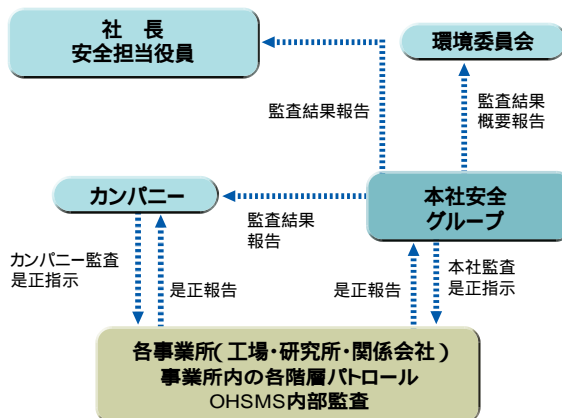 社　長
安全担当役員
環境委員会
監査結果報告
監査結果
概要報告
カンパニー
本社安全
グループ
監査結果
報告
カンパニー監査
是正指示
是正報告
是正報告
本社監査
是正指示
各事業所(工場・研究所・関係会社)
事業所内の各階層パトロール
OHSMS内部監査